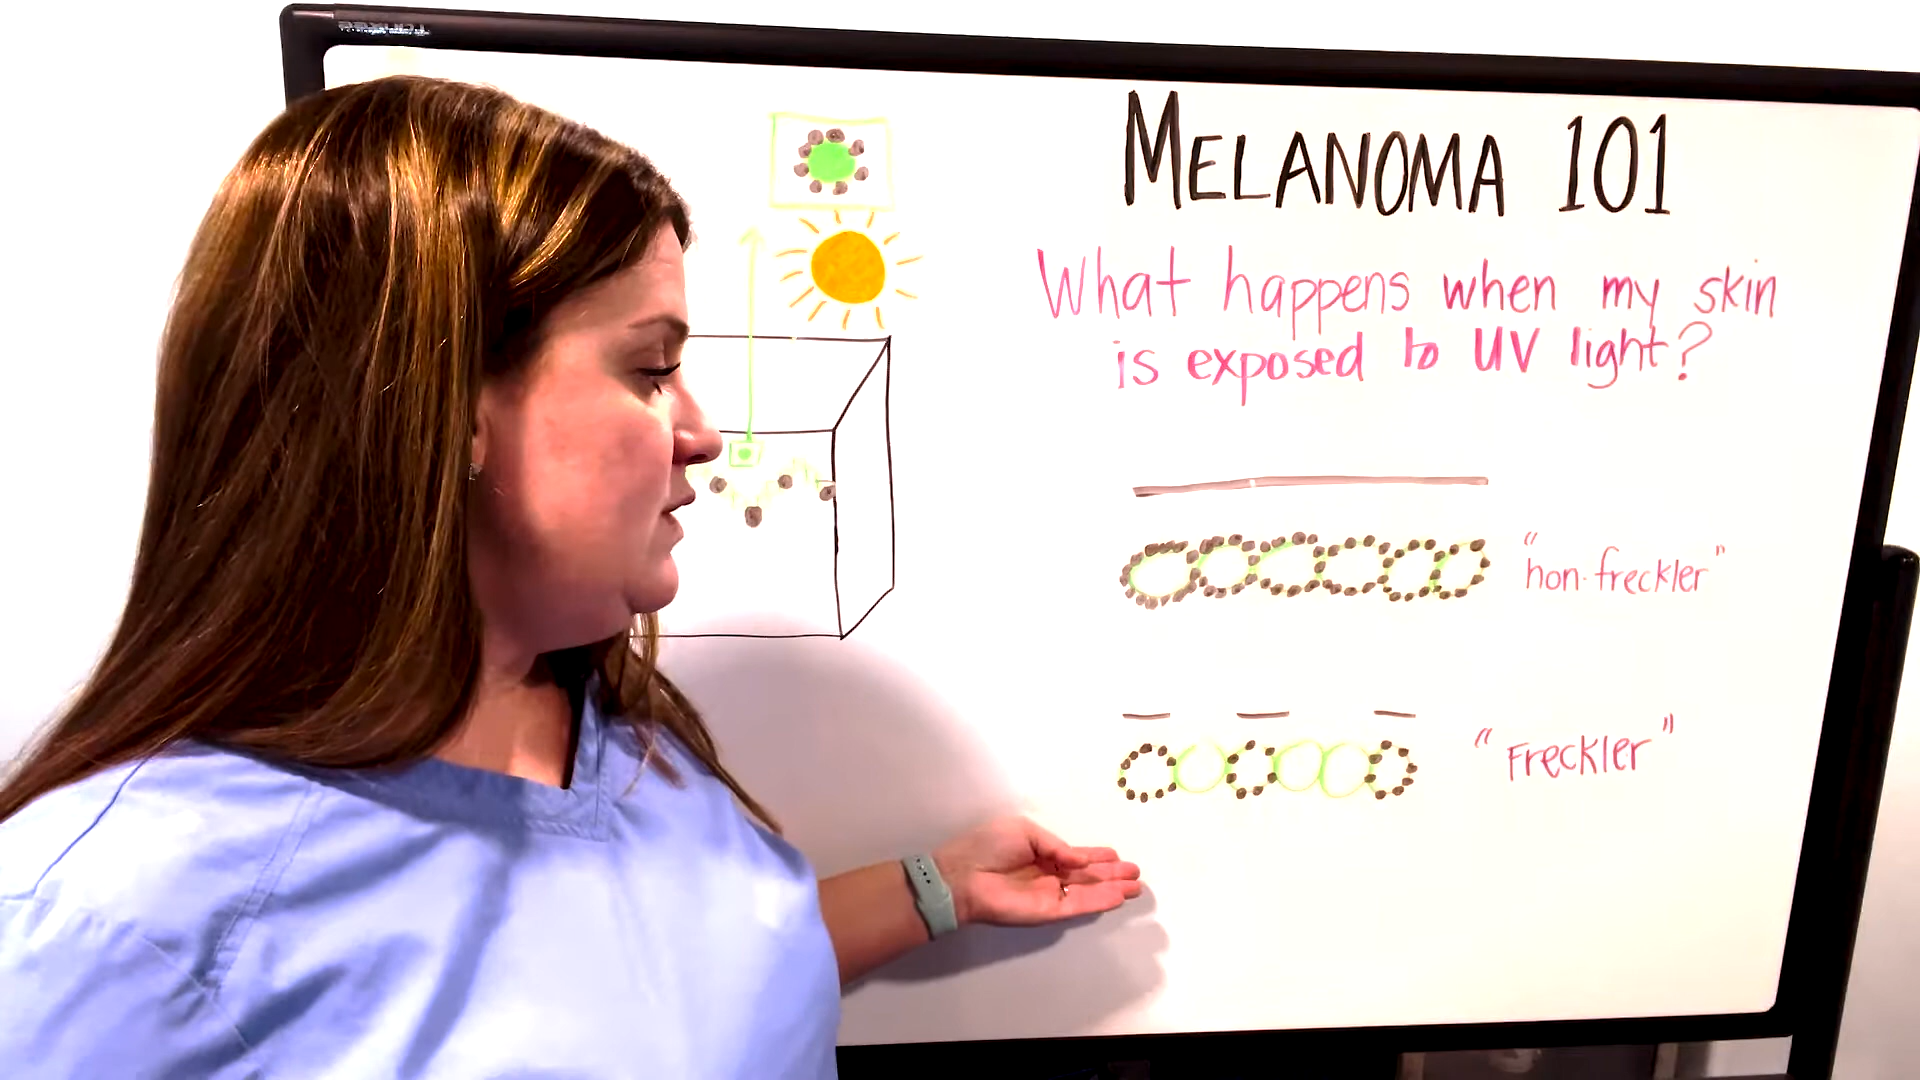 MELANOMA 101
What happens when my skin
is exposed to UV light?
"non-freckler"
"Freckler"